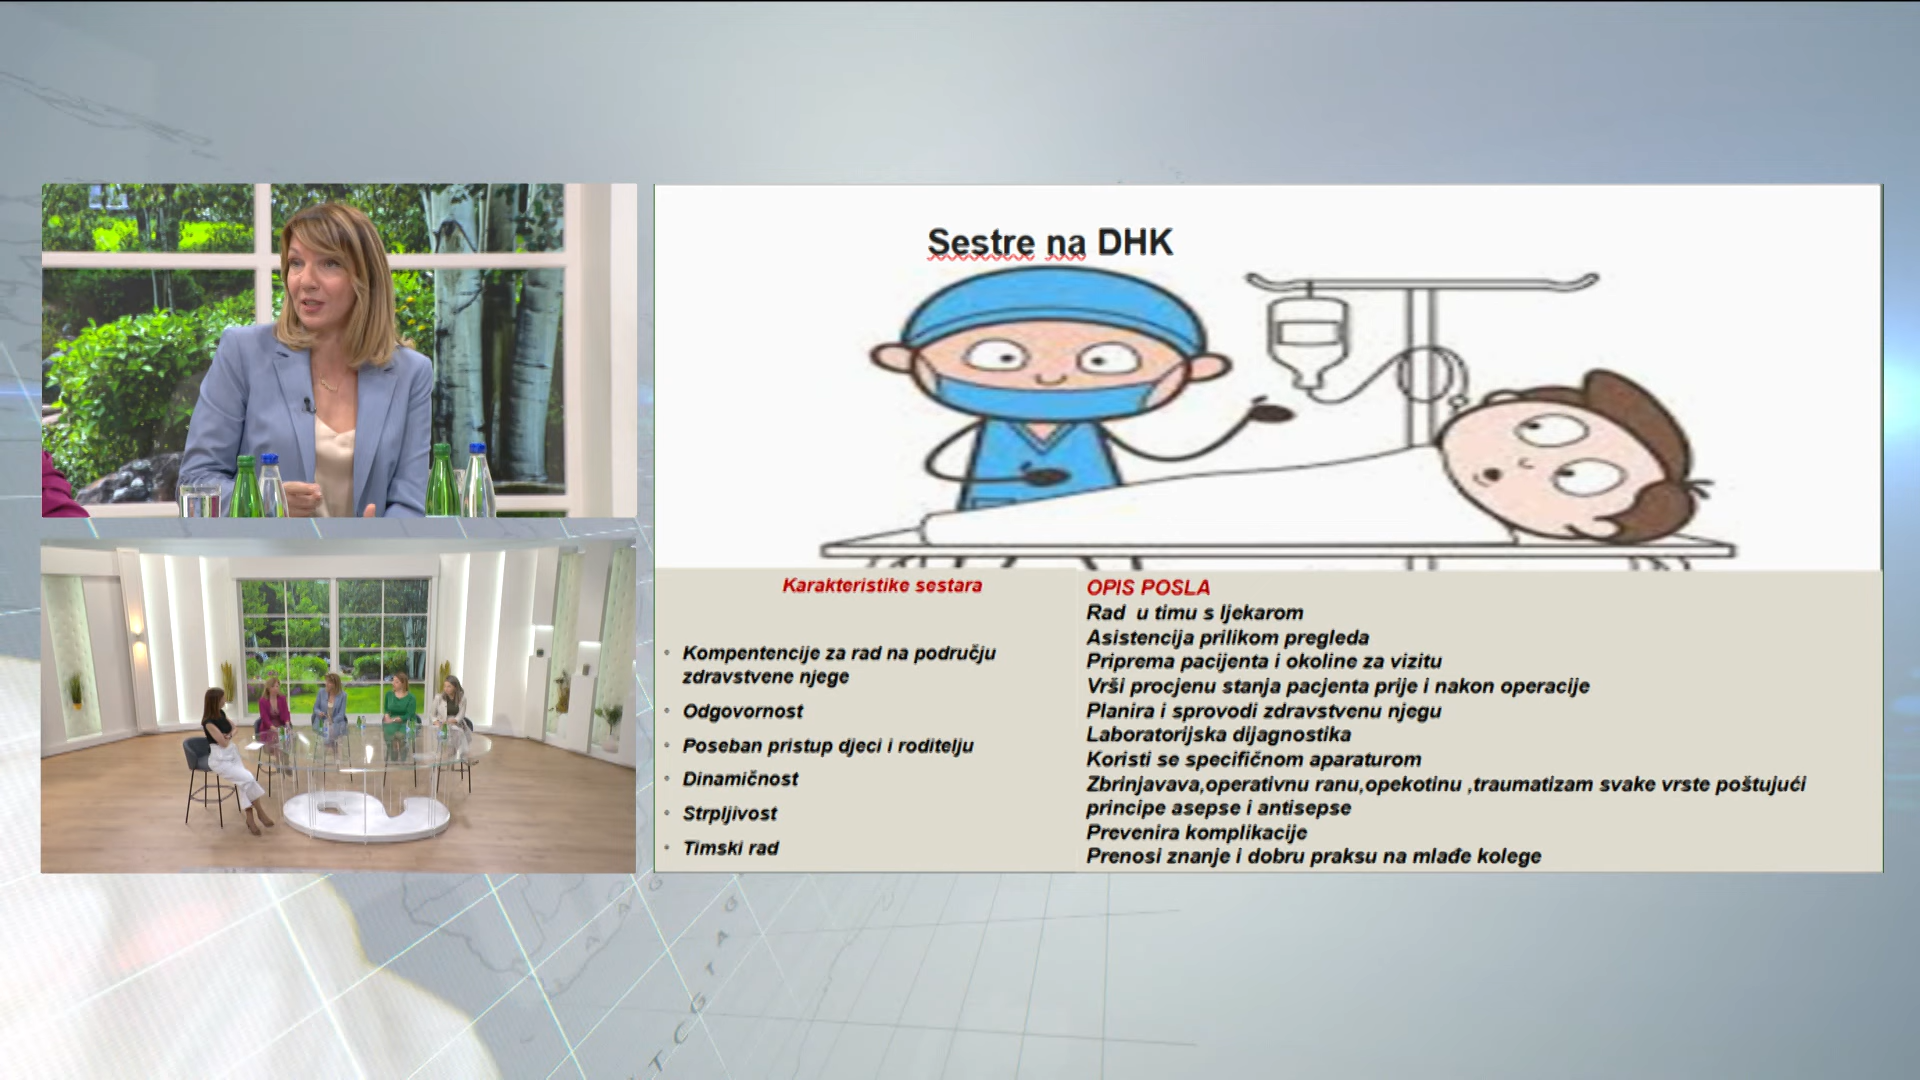 Sestre na DHK
Karakteristike sestara
Kompentencije za rad na području
zdravstvene njege
Odgovornost
Poseban pristup djeci i roditelju
Dinamičnost
Strpljivost
Timski rad
OPIS POSLA
Rad u timu s ljekarom
Asistencija prilikom pregleda
Priprema pacijenta i okoline za vizitu
Vrši procjenu stanja pacjenta prije i nakon operacije
Planira i sprovodi zdravstvenu njegu
Laboratorijska dijagnostika
Koristi se specifičnom aparaturom
Zbrinjavava,operativnu ranu,opekotinu ,traumatizam svake vrste poštujući
principe asepse i antisepse
Prevenira komplikacije
Prenosi znanje i dobru praksu na mlađe kolege